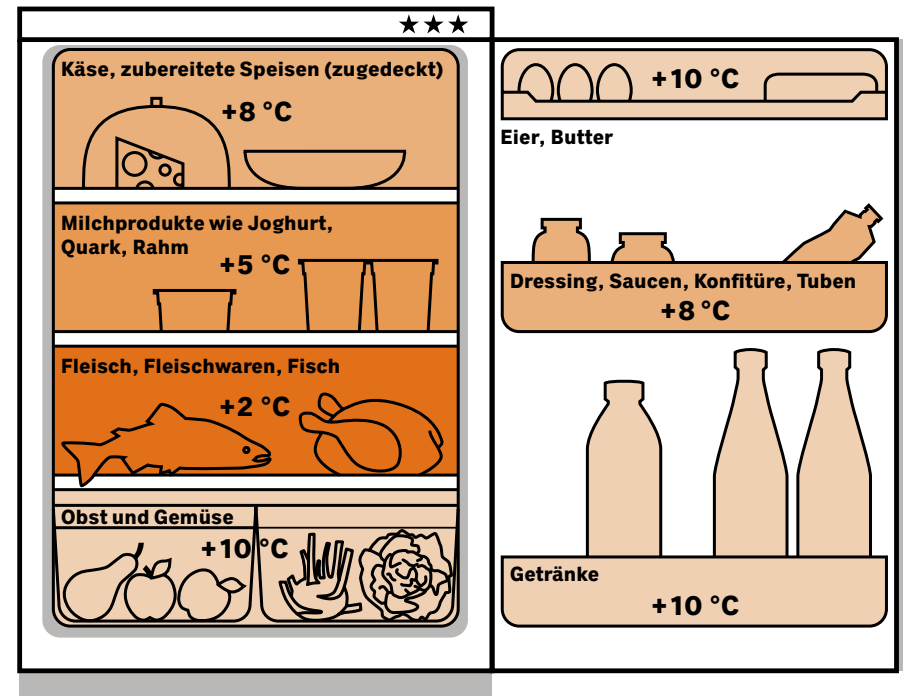 ★★★
Käse, zubereitete Speisen (zugedeckt)
+8 °C
Milchprodukte wie Joghurt,
Quark, Rahm
+5 °C
Fleisch, Fleischwaren, Fisch
+2 °C
Obst und Gemüse
+10 °C
+10 °C
Eier, Butter
Dressing, Saucen, Konfitüre, Tuben
+8 °C
Getränke
+10 °C